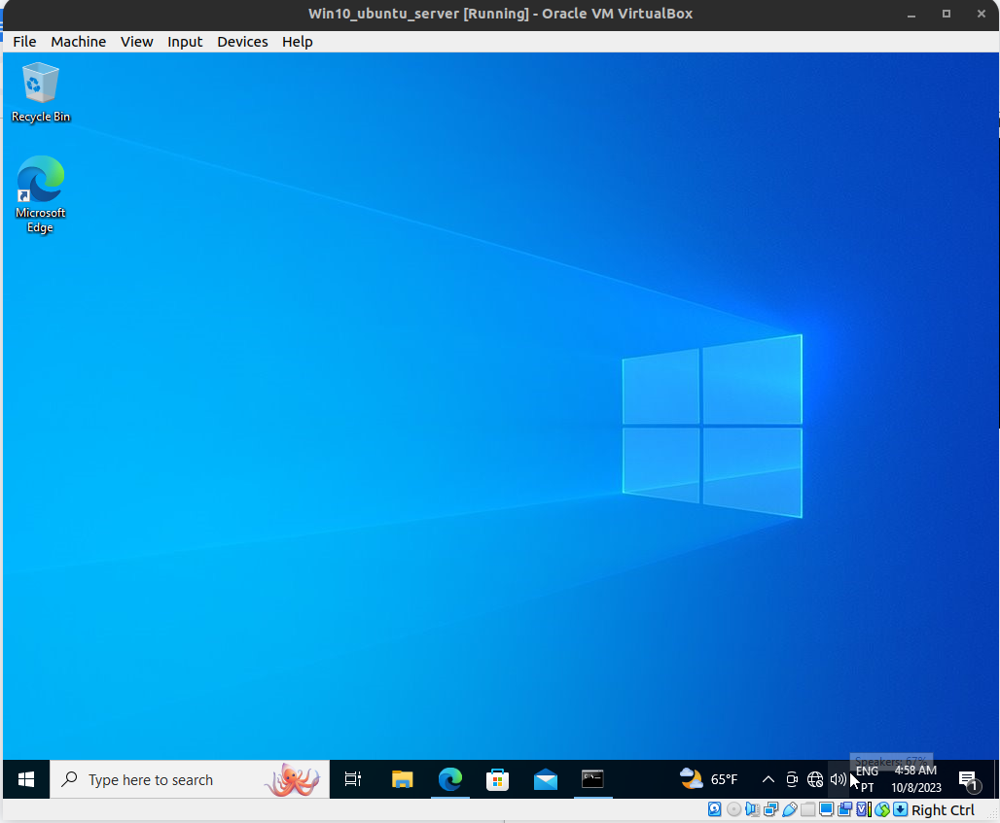 Win10_ubuntu_server [Running] - Oracle VM VirtualBox
File Machine View Input Devices Help
Recycle Bin
Microsoft
Edge
Speakers: 67%
Type here to search
65°F
ENG
PT
4:58 AM
10/8/2023
1
Right Ctrl